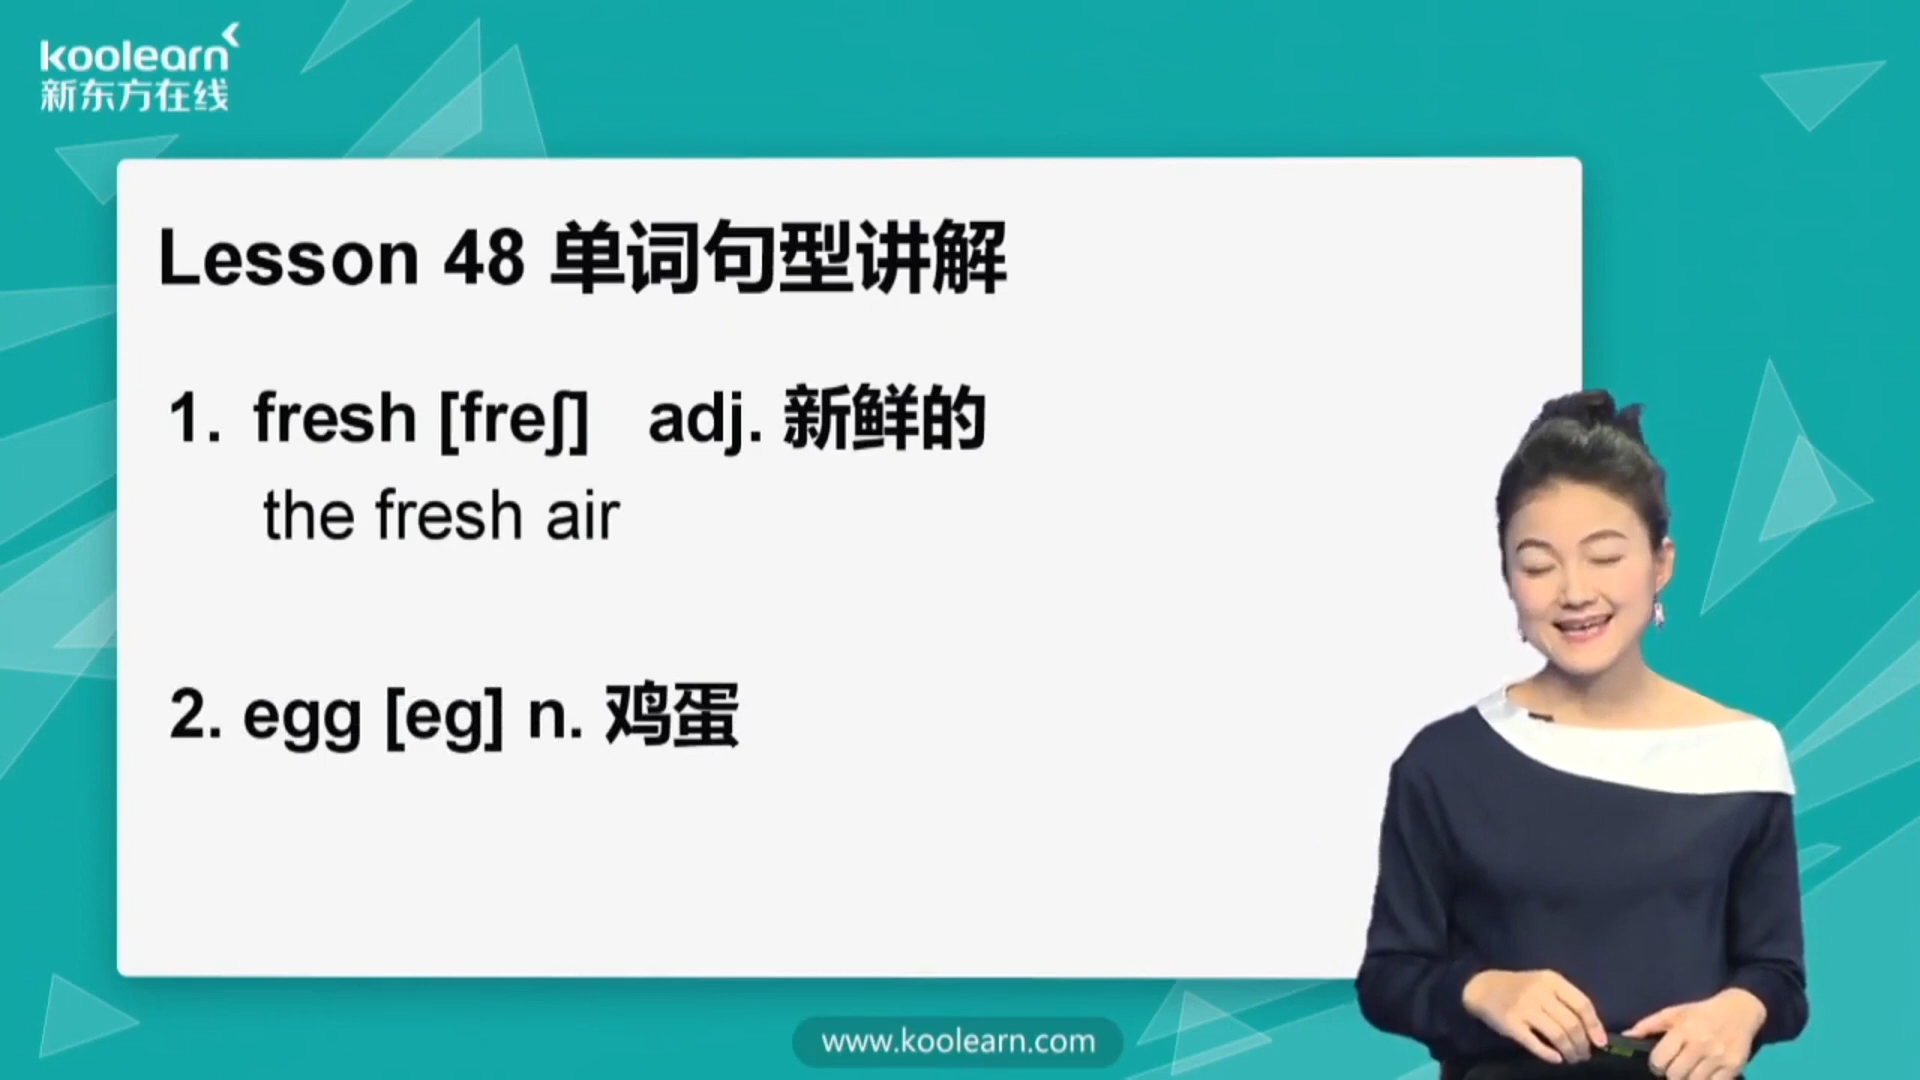 koolearn
新东方在线
Lesson 48 单词句型讲解
1. fresh [freʃ] adj. 新鲜的
the fresh air
2. egg [eg] n. 鸡蛋
www.koolearn.com